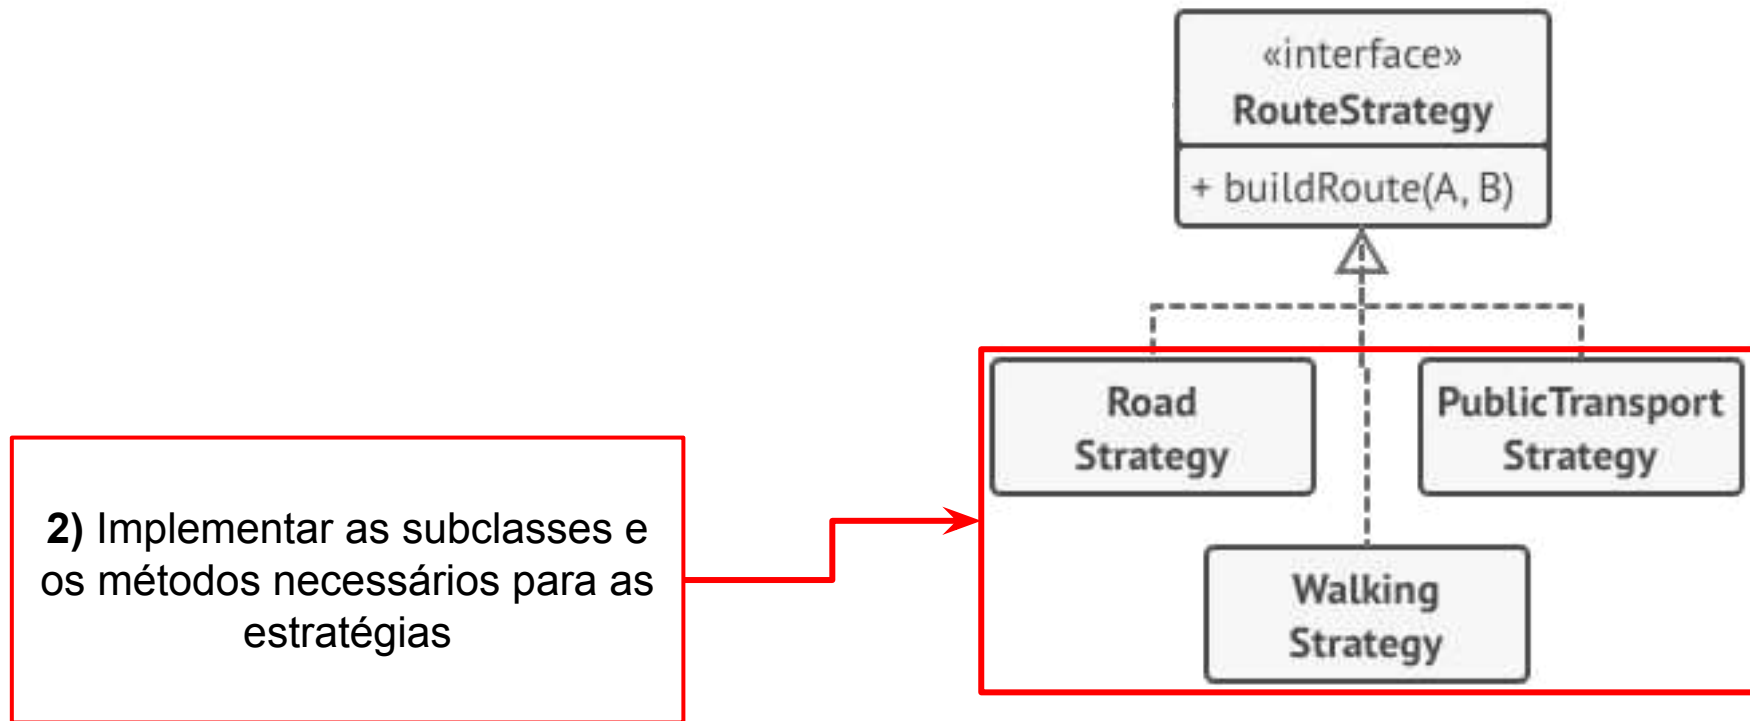 «interface»
RouteStrategy
+ buildRoute(A, B)
Road
Strategy
PublicTransport
Strategy
Walking
Strategy
2) Implementar as subclasses e
os métodos necessários para as
estratégias